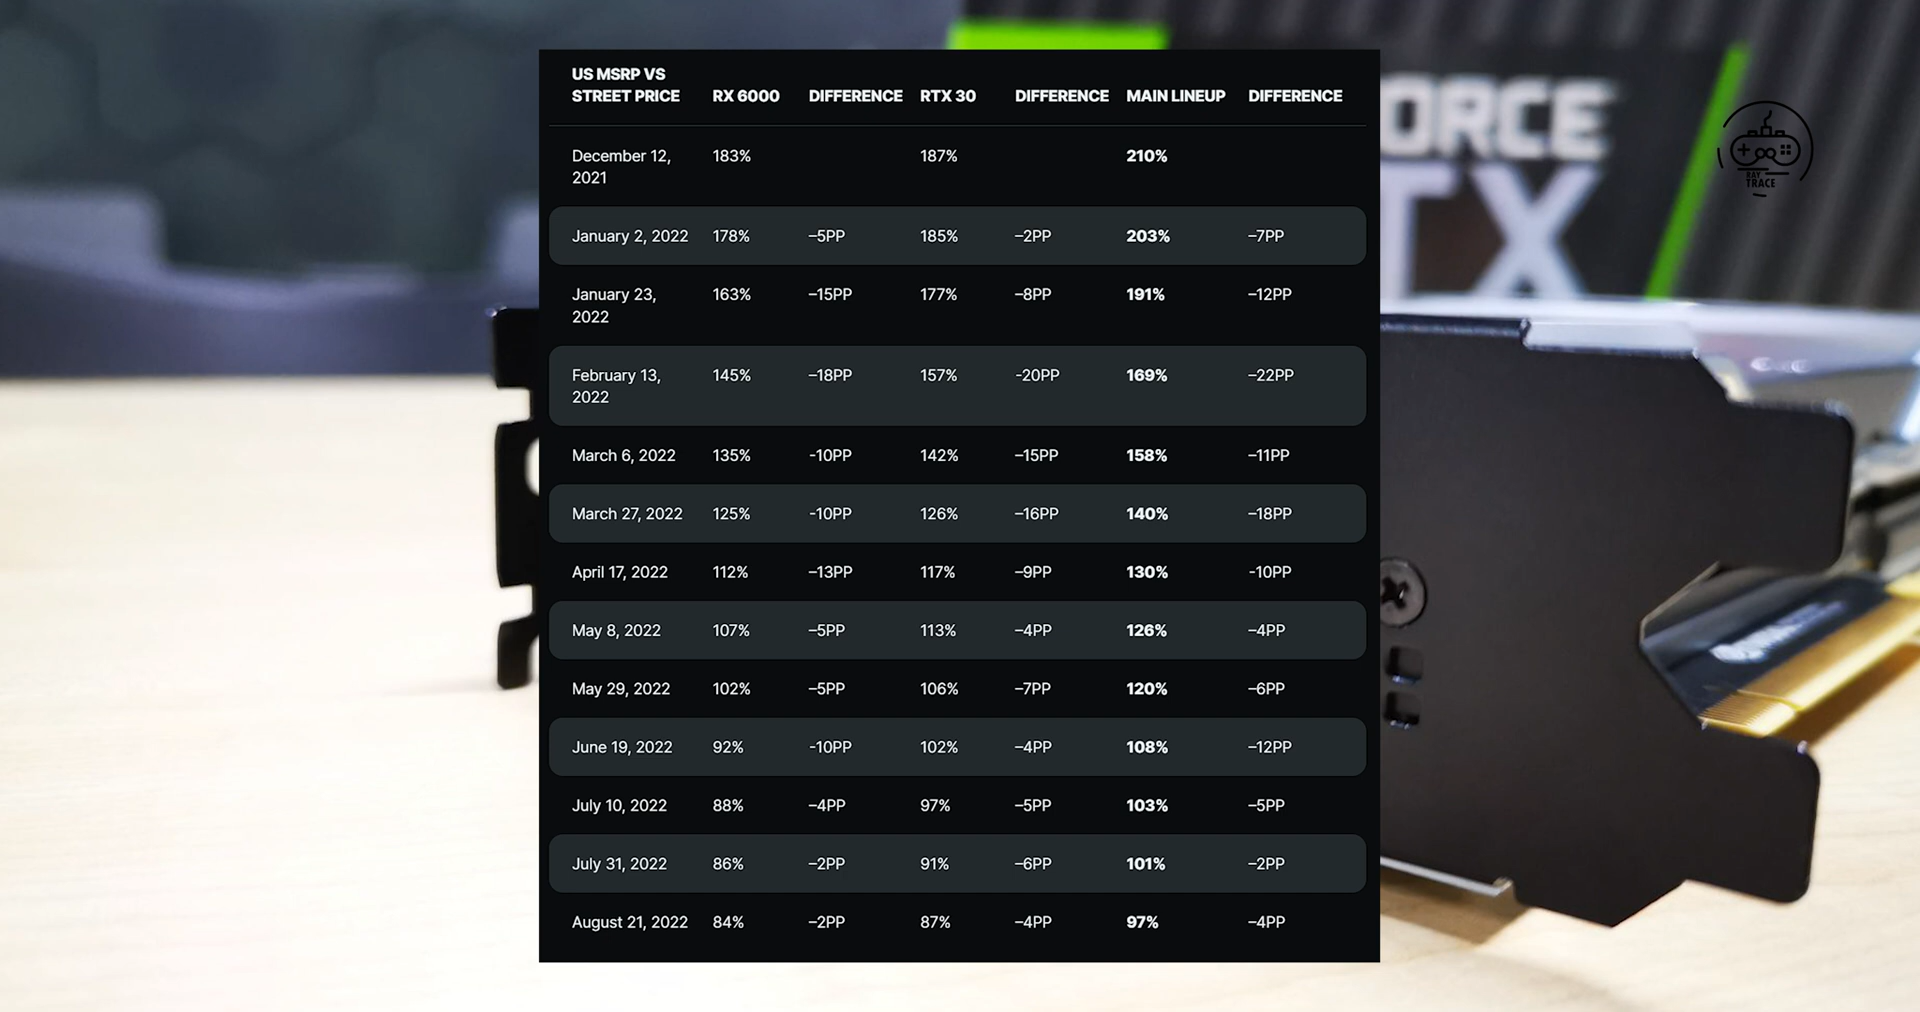 US MSRP VS
STREET PRICE RX 6000 DIFFERENCE RTX 30 DIFFERENCE MAIN LINEUP DIFFERENCE
December 12, 183% 187% 210%
2021
January 2, 2022 178% –5PP 185% –2PP 203% –7PP
January 23, 163% –15PP 177% –8PP 191% –12PP
2022
February 13, 145% –18PP 157% -20PP 169% –22PP
2022
March 6, 2022 135% -10PP 142% –15PP 158% –11PP
March 27, 2022 125% -10PP 126% –16PP 140% –18PP
April 17, 2022 112% –13PP 117% –9PP 130% -10PP
May 8, 2022 107% –5PP 113% –4PP 126% –4PP
May 29, 2022 102% –5PP 106% –7PP 120% –6PP
June 19, 2022 92% -10PP 102% –4PP 108% –12PP
July 10, 2022 88% –4PP 97% –5PP 103% –5PP
July 31, 2022 86% –2PP 91% –6PP 101% –2PP
August 21, 2022 84% –2PP 87% –4PP 97% –4PP
ORCE
TX
RAY
TRACE